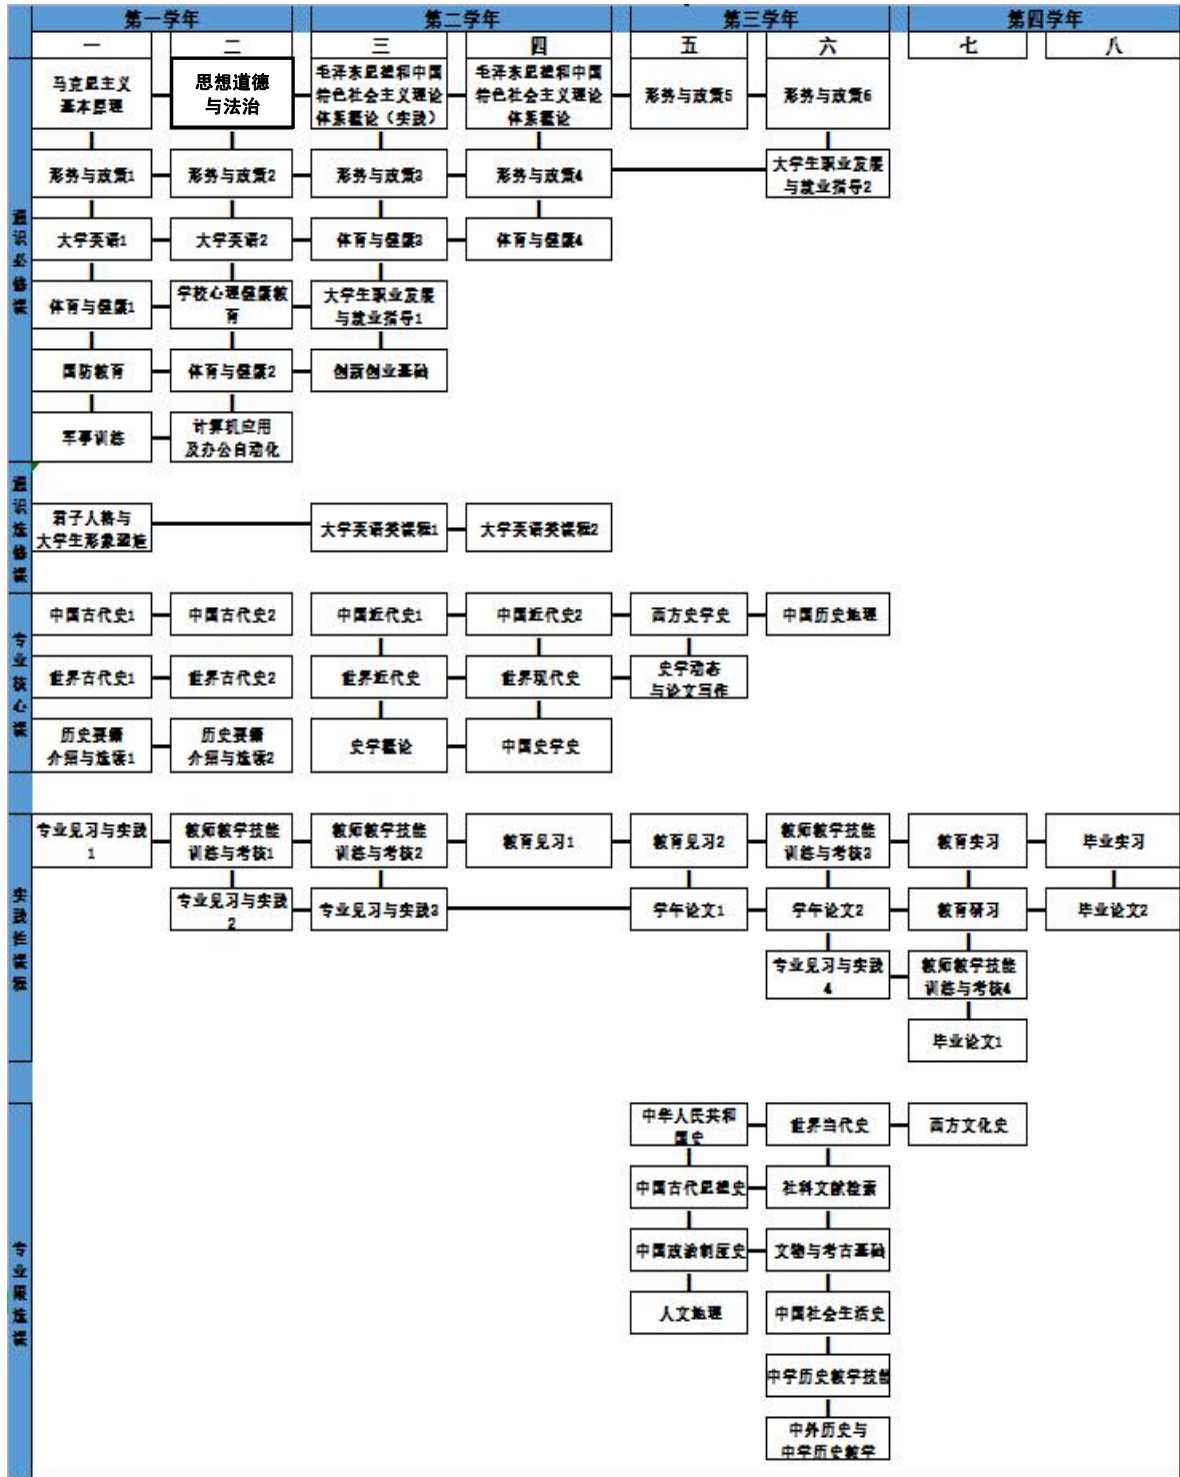 第一学年
第二学年
第三学年
第四学年
一
二
三
四
五
六
七
八
通识必修课
马克思主义
基本原理
思想道德
与法治
毛泽东思想和中国
特色社会主义理论
体系概论（实践）
毛泽东思想和中国
特色社会主义理论
体系概论
形势与政策5
形势与政策6
形势与政策1
形势与政策2
形势与政策3
形势与政策4
大学生职业发展
与就业指导2
大学英语1
大学英语2
体育与健康3
体育与健康4
体育与健康1
学校心理健康教
育
大学生职业发展
与就业指导1
国防教育
体育与健康2
创新创业基础
军事训练
计算机应用
及办公自动化
通识选修课
君子人格与
大学生形象塑造
大学英语类课程1
大学英语类课程2
专业核心课
中国古代史1
中国古代史2
中国近代史1
中国近代史2
西方史学史
中国历史地理
世界古代史1
世界古代史2
世界近代史
世界现代史
史学动态
与论文写作
历史要籍
介绍与选读1
历史要籍
介绍与选读2
史学概论
中国史学史
实践性课程
专业见习与实践
1
教师教学技能
训练与考核1
教师教学技能
训练与考核2
教育见习1
教育见习2
教师教学技能
训练与考核3
教育实习
毕业实习
专业见习与实践
2
专业见习与实践3
学年论文1
学年论文2
教育研习
毕业论文2
专业见习与实践
4
教师教学技能
训练与考核4
毕业论文1
专业限选课
中华人民共和
国史
世界当代史
西方文化史
中国古代思想史
社科文献检索
中国政治制度史
文物与考古基础
人文地理
中国社会生活史
中学历史教学技能
中外历史与
中学历史教学